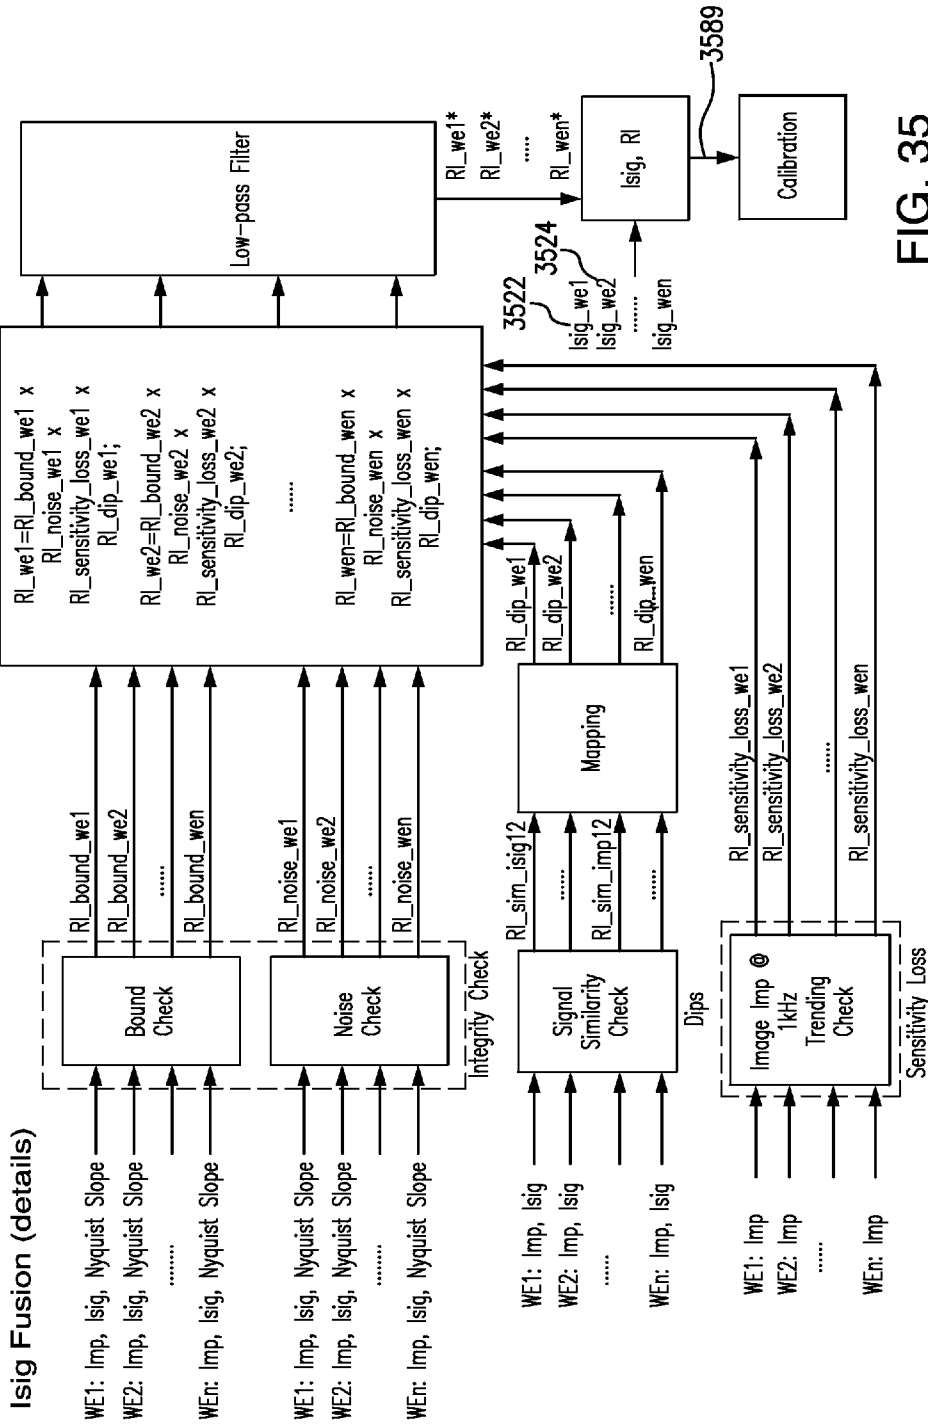 Isig Fusion (details)
WE1: Imp, Isig, Nyquist Slope
WE2: Imp, Isig, Nyquist Slope
........
WEn: Imp, Isig, Nyquist Slope
Bound
Check
RI_bound_we1
RI_bound_we2
......
RI_bound_wen
WE1: Imp, Isig, Nyquist Slope
WE2: Imp, Isig, Nyquist Slope
........
WEn: Imp, Isig, Nyquist Slope
Noise
Check
RI_noise_we1
RI_noise_we2
......
RI_noise_wen
Integrity Check
WE1: Imp, Isig
WE2: Imp, Isig
......
WEn: Imp, Isig
Signal
Similarity
Check
Dips
RI_sim_isig12
......
RI_sim_imp12
......
Mapping
RI_dip_we1
RI_dip_we2
......
RI_dip_wen
......
WE1: Imp
WE2: Imp
......
WEn: Imp
Image Imp @
1kHz
Trending
Check
Sensitivity Loss
RI_sensitivity_loss_we1
RI_sensitivity_loss_we2
......
RI_sensitivity_loss_wen
RI_we1=RI_bound_we1 x
RI_noise_we1 x
RI_sensitivity_loss_we1 x
RI_dip_we1;
RI_we2=RI_bound_we2 x
RI_noise_we2 x
RI_sensitivity_loss_we2 x
RI_dip_we2;
......
RI_wen=RI_bound_wen x
RI_noise_wen x
RI_sensitivity_loss_wen x
RI_dip_wen;
Low-pass Filter
RI_we1*
RI_we2*
......
RI_wen*
3522
3524
Isig_we1
Isig_we2
.......
Isig_wen
Isig, RI
3589
Calibration
FIG. 35